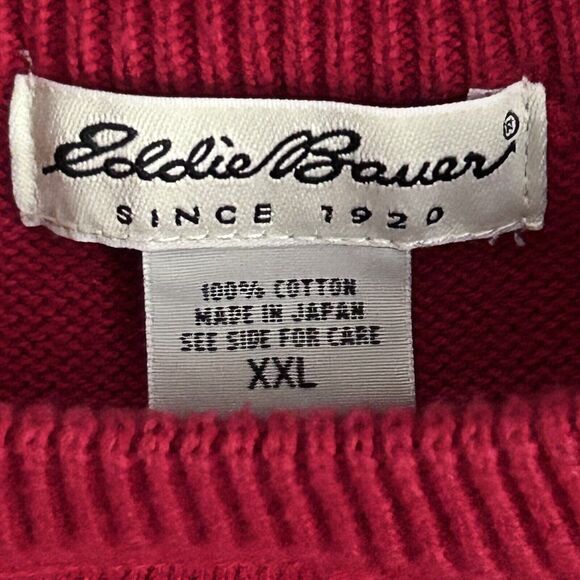 Eddie Bauer®
SINCE 1920
100% COTTON
MADE IN JAPAN
SEE SIDE FOR CARE
XXL